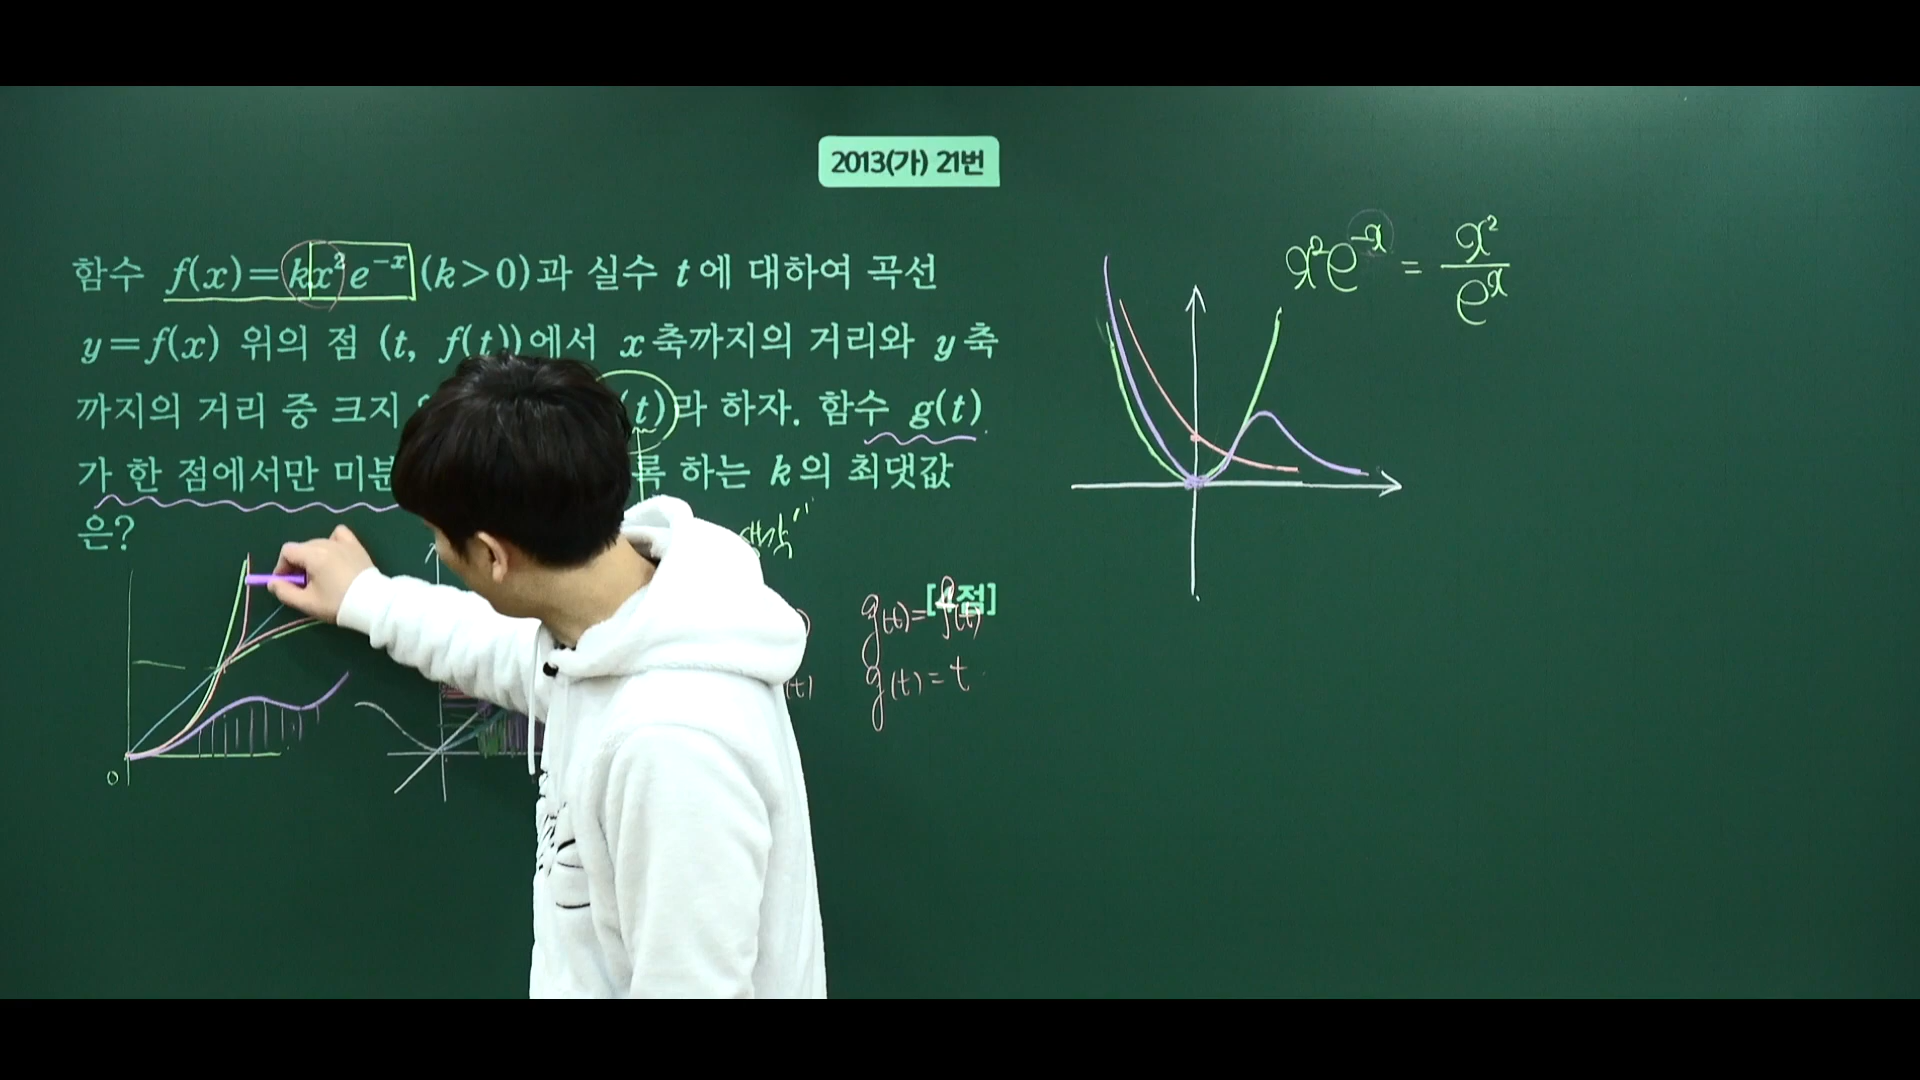 2013(가) 21번
함수 f(x)=kx²e⁻ˣ (k>0)과 실수 t에 대하여 곡선
y=f(x) 위의 점 (t, f(t))에서 x축까지의 거리와 y축
까지의 거리 중 크지 (t)라 하자. 함수 g(t)
가 한 점에서만 미분 록 하는 k의 최댓값
은?
생각"
[4점]
g(t)=f(t)
g(t)=t
(t)
0
x²e⁻ˣ = x²/eˣ